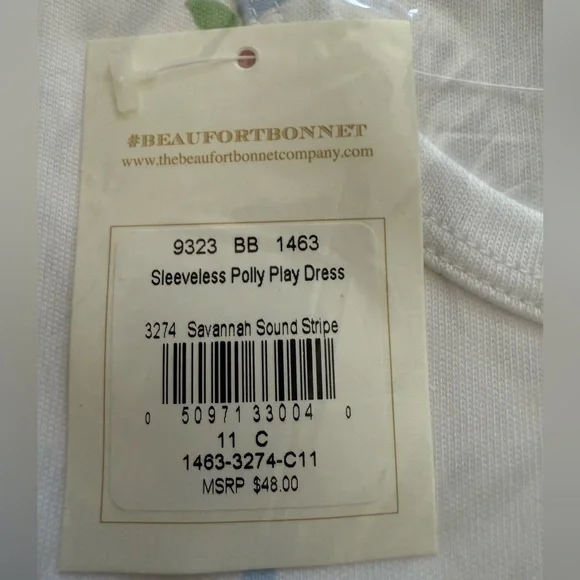 #BEAUFORTBONNET
www.thebeaufortbonnetcompany.com
9323 BB 1463
Sleeveless Polly Play Dress
3274 Savannah Sound Stripe
0 50971 33004 0
11 C
1463-3274-C11
MSRP $48.00